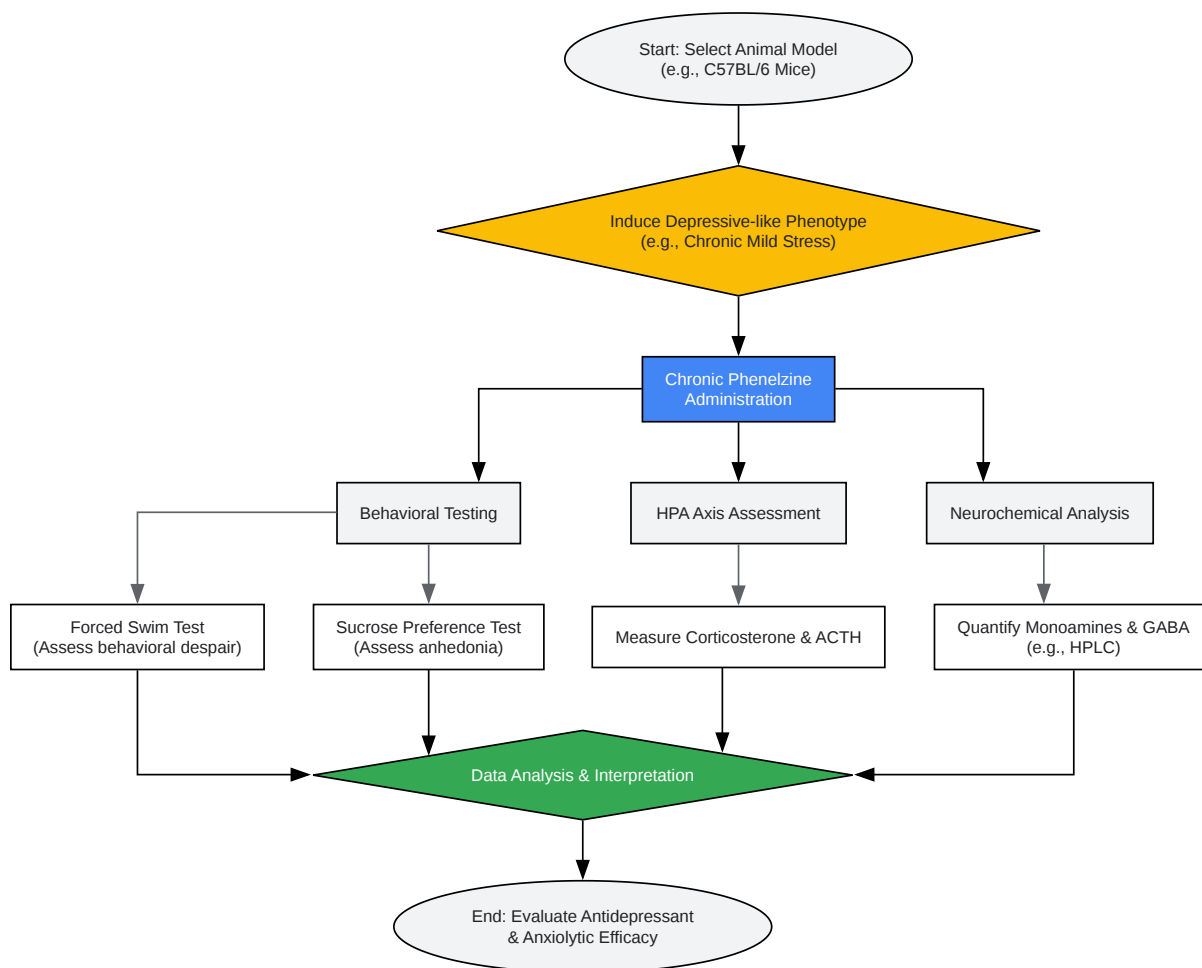 Start: Select Animal Model
(e.g., C57BL/6 Mice)
Induce Depressive-like Phenotype
(e.g., Chronic Mild Stress)
Chronic Phenelzine
Administration
Behavioral Testing
HPA Axis Assessment
Neurochemical Analysis
Forced Swim Test
(Assess behavioral despair)
Sucrose Preference Test
(Assess anhedonia)
Measure Corticosterone & ACTH
Quantify Monoamines & GABA
(e.g., HPLC)
Data Analysis & Interpretation
End: Evaluate Antidepressant
& Anxiolytic Efficacy